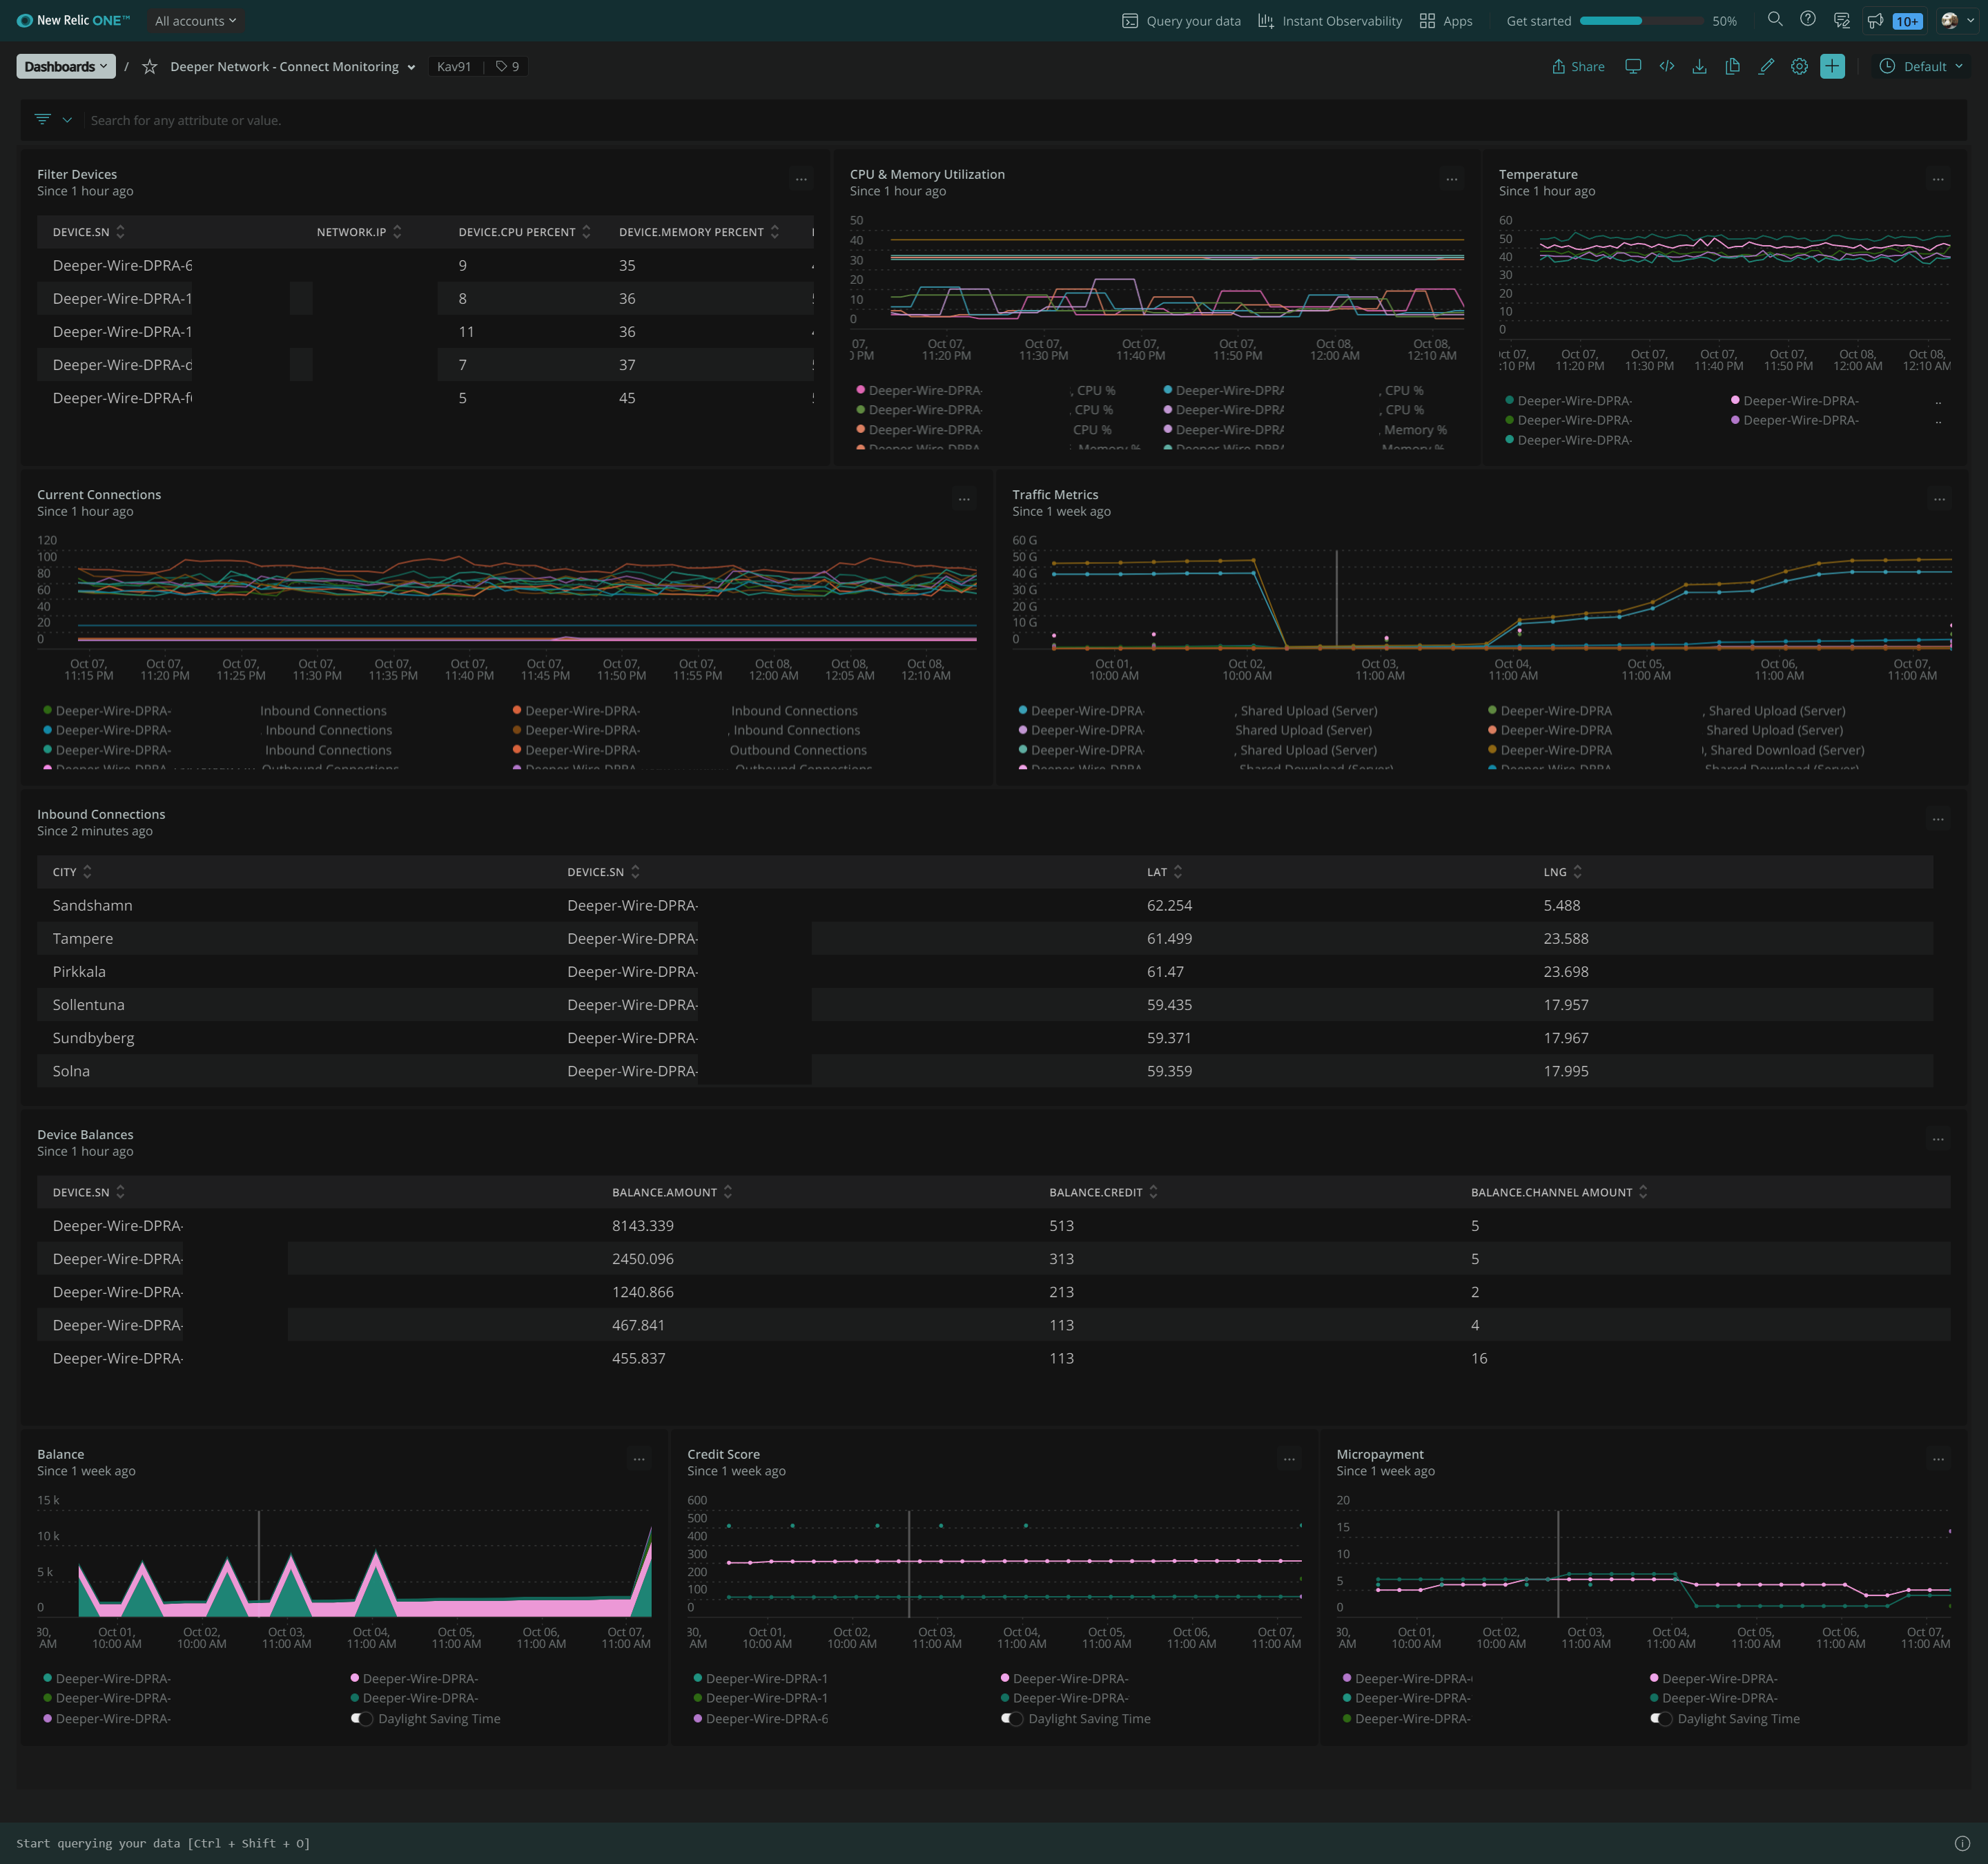 New Relic ONE™ All accounts Query your data Instant Observability Apps Get started 50% 10+
Dashboards / Deeper Network - Connect Monitoring Kav91 9 Share Default
Search for any attribute or value.
Filter Devices
Since 1 hour ago
DEVICE.SN NETWORK.IP DEVICE.CPU PERCENT DEVICE.MEMORY PERCENT
Deeper-Wire-DPRA-6 9 35
Deeper-Wire-DPRA-1 8 36
Deeper-Wire-DPRA-1 11 36
Deeper-Wire-DPRA-d 7 37
Deeper-Wire-DPRA-f 5 45
CPU & Memory Utilization
Since 1 hour ago
50
40
30
20
10
0
07, Oct 07, Oct 07, Oct 07, Oct 07, Oct 08, Oct 08,
PM 11:20 PM 11:30 PM 11:40 PM 11:50 PM 12:00 AM 12:10 AM
Deeper-Wire-DPRA- , CPU % Deeper-Wire-DPRA , CPU %
Deeper-Wire-DPRA- , CPU % Deeper-Wire-DPRA , CPU %
Deeper-Wire-DPRA- CPU % Deeper-Wire-DPRA , Memory %
Deeper-Wire-DPRA , Memory % Deeper-Wire-DPRA Memory %
Temperature
Since 1 hour ago
60
50
40
30
20
10
0
Oct 07, Oct 07, Oct 07, Oct 07, Oct 07, Oct 08, Oct 08,
:10 PM 11:20 PM 11:30 PM 11:40 PM 11:50 PM 12:00 AM 12:10 AM
Deeper-Wire-DPRA- Deeper-Wire-DPRA- ..
Deeper-Wire-DPRA- Deeper-Wire-DPRA- ..
Deeper-Wire-DPRA-
Current Connections
Since 1 hour ago
120
100
80
60
40
20
0
Oct 07, Oct 07, Oct 07, Oct 07, Oct 07, Oct 07, Oct 07, Oct 07, Oct 07, Oct 08, Oct 08, Oct 08,
11:15 PM 11:20 PM 11:25 PM 11:30 PM 11:35 PM 11:40 PM 11:45 PM 11:50 PM 11:55 PM 12:00 AM 12:05 AM 12:10 AM
Deeper-Wire-DPRA- Inbound Connections Deeper-Wire-DPRA- Inbound Connections
Deeper-Wire-DPRA- , Inbound Connections Deeper-Wire-DPRA- , Inbound Connections
Deeper-Wire-DPRA- Inbound Connections Deeper-Wire-DPRA- Outbound Connections
Deeper-Wire-DPRA Outbound Connections Deeper-Wire-DPRA Outbound Connections
Traffic Metrics
Since 1 week ago
60 G
50 G
40 G
30 G
20 G
10 G
0
Oct 01, Oct 02, Oct 03, Oct 04, Oct 05, Oct 06, Oct 07,
10:00 AM 10:00 AM 11:00 AM 11:00 AM 11:00 AM 11:00 AM 11:00 AM
Deeper-Wire-DPRA- , Shared Upload (Server) Deeper-Wire-DPRA , Shared Upload (Server)
Deeper-Wire-DPRA- Shared Upload (Server) Deeper-Wire-DPRA Shared Upload (Server)
Deeper-Wire-DPRA- , Shared Upload (Server) Deeper-Wire-DPRA , Shared Download (Server)
Deeper-Wire-DPRA Shared Download (Server) Deeper-Wire-DPRA Shared Download (Server)
Inbound Connections
Since 2 minutes ago
CITY DEVICE.SN LAT LNG
Sandshamn Deeper-Wire-DPRA- 62.254 5.488
Tampere Deeper-Wire-DPRA- 61.499 23.588
Pirkkala Deeper-Wire-DPRA- 61.47 23.698
Sollentuna Deeper-Wire-DPRA- 59.435 17.957
Sundbyberg Deeper-Wire-DPRA- 59.371 17.967
Solna Deeper-Wire-DPRA- 59.359 17.995
Device Balances
Since 1 hour ago
DEVICE.SN BALANCE.AMOUNT BALANCE.CREDIT BALANCE.CHANNEL AMOUNT
Deeper-Wire-DPRA- 8143.339 513 5
Deeper-Wire-DPRA- 2450.096 313 5
Deeper-Wire-DPRA- 1240.866 213 2
Deeper-Wire-DPRA- 467.841 113 4
Deeper-Wire-DPRA- 455.837 113 16
Balance
Since 1 week ago
15 k
10 k
5 k
0
30, Oct 01, Oct 02, Oct 03, Oct 04, Oct 05, Oct 06, Oct 07,
AM 10:00 AM 10:00 AM 11:00 AM 11:00 AM 11:00 AM 11:00 AM 11:00 AM
Deeper-Wire-DPRA- Deeper-Wire-DPRA-
Deeper-Wire-DPRA- Deeper-Wire-DPRA-
Deeper-Wire-DPRA- Daylight Saving Time
Credit Score
Since 1 week ago
600
500
400
300
200
100
0
30, Oct 01, Oct 02, Oct 03, Oct 04, Oct 05, Oct 06, Oct 07,
AM 10:00 AM 10:00 AM 11:00 AM 11:00 AM 11:00 AM 11:00 AM 11:00 AM
Deeper-Wire-DPRA-1 Deeper-Wire-DPRA-
Deeper-Wire-DPRA-1 Deeper-Wire-DPRA-
Deeper-Wire-DPRA-6 Daylight Saving Time
Micropayment
Since 1 week ago
20
15
10
5
0
30, Oct 01, Oct 02, Oct 03, Oct 04, Oct 05, Oct 06, Oct 07,
AM 10:00 AM 10:00 AM 11:00 AM 11:00 AM 11:00 AM 11:00 AM 11:00 AM
Deeper-Wire-DPRA- Deeper-Wire-DPRA-
Deeper-Wire-DPRA- Deeper-Wire-DPRA-
Deeper-Wire-DPRA- Daylight Saving Time
Start querying your data [Ctrl + Shift + O]